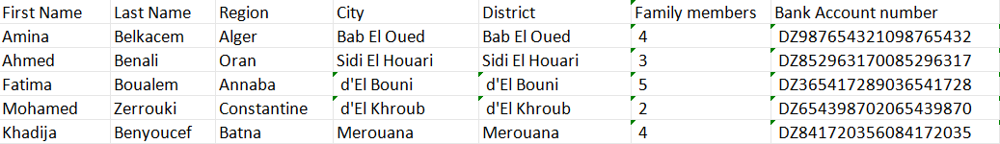 First Name Last Name Region City District Family members Bank Account number
Amina Belkacem Alger Bab El Oued Bab El Oued 4 DZ987654321098765432
Ahmed Benali Oran Sidi El Houari Sidi El Houari 3 DZ852963170085296317
Fatima Boualem Annaba d'El Bouni d'El Bouni 5 DZ365417289036541728
Mohamed Zerrouki Constantine d'El Khroub d'El Khroub 2 DZ654398702065439870
Khadija Benyoucef Batna Merouana Merouana 4 DZ841720356084172035